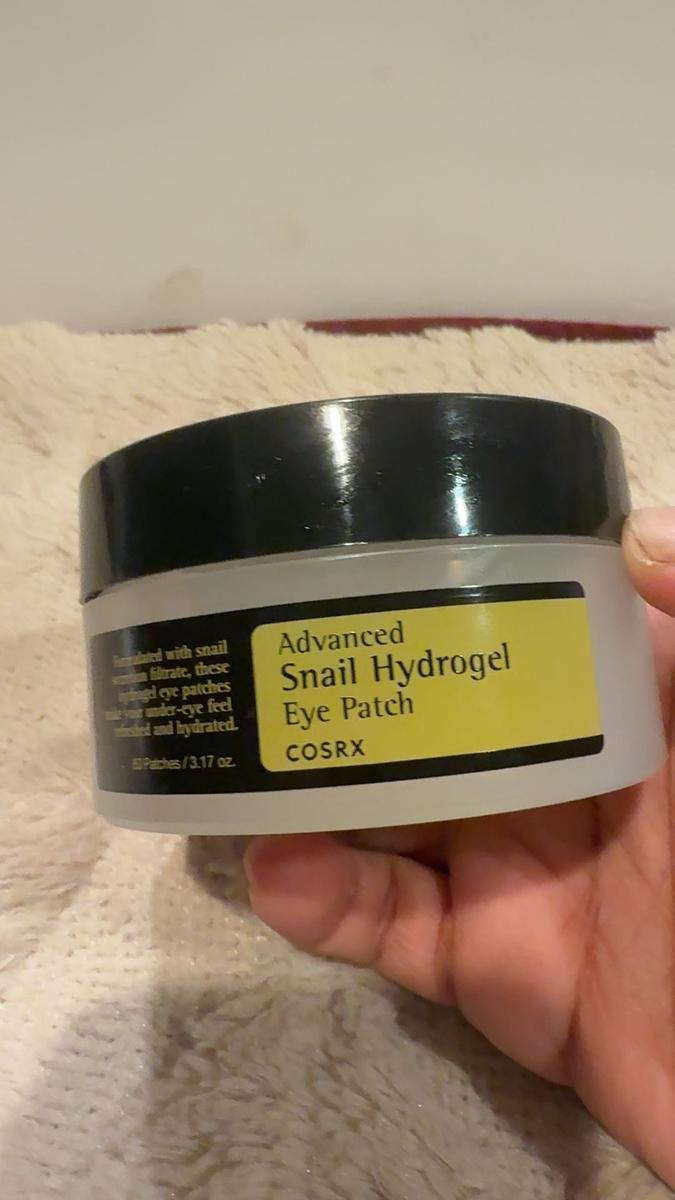 Formulated with snail
secretion filtrate, these
hydrogel eye patches
make your under-eye feel
refreshed and hydrated.
60 Patches / 3.17 oz.
Advanced
Snail Hydrogel
Eye Patch
COSRX